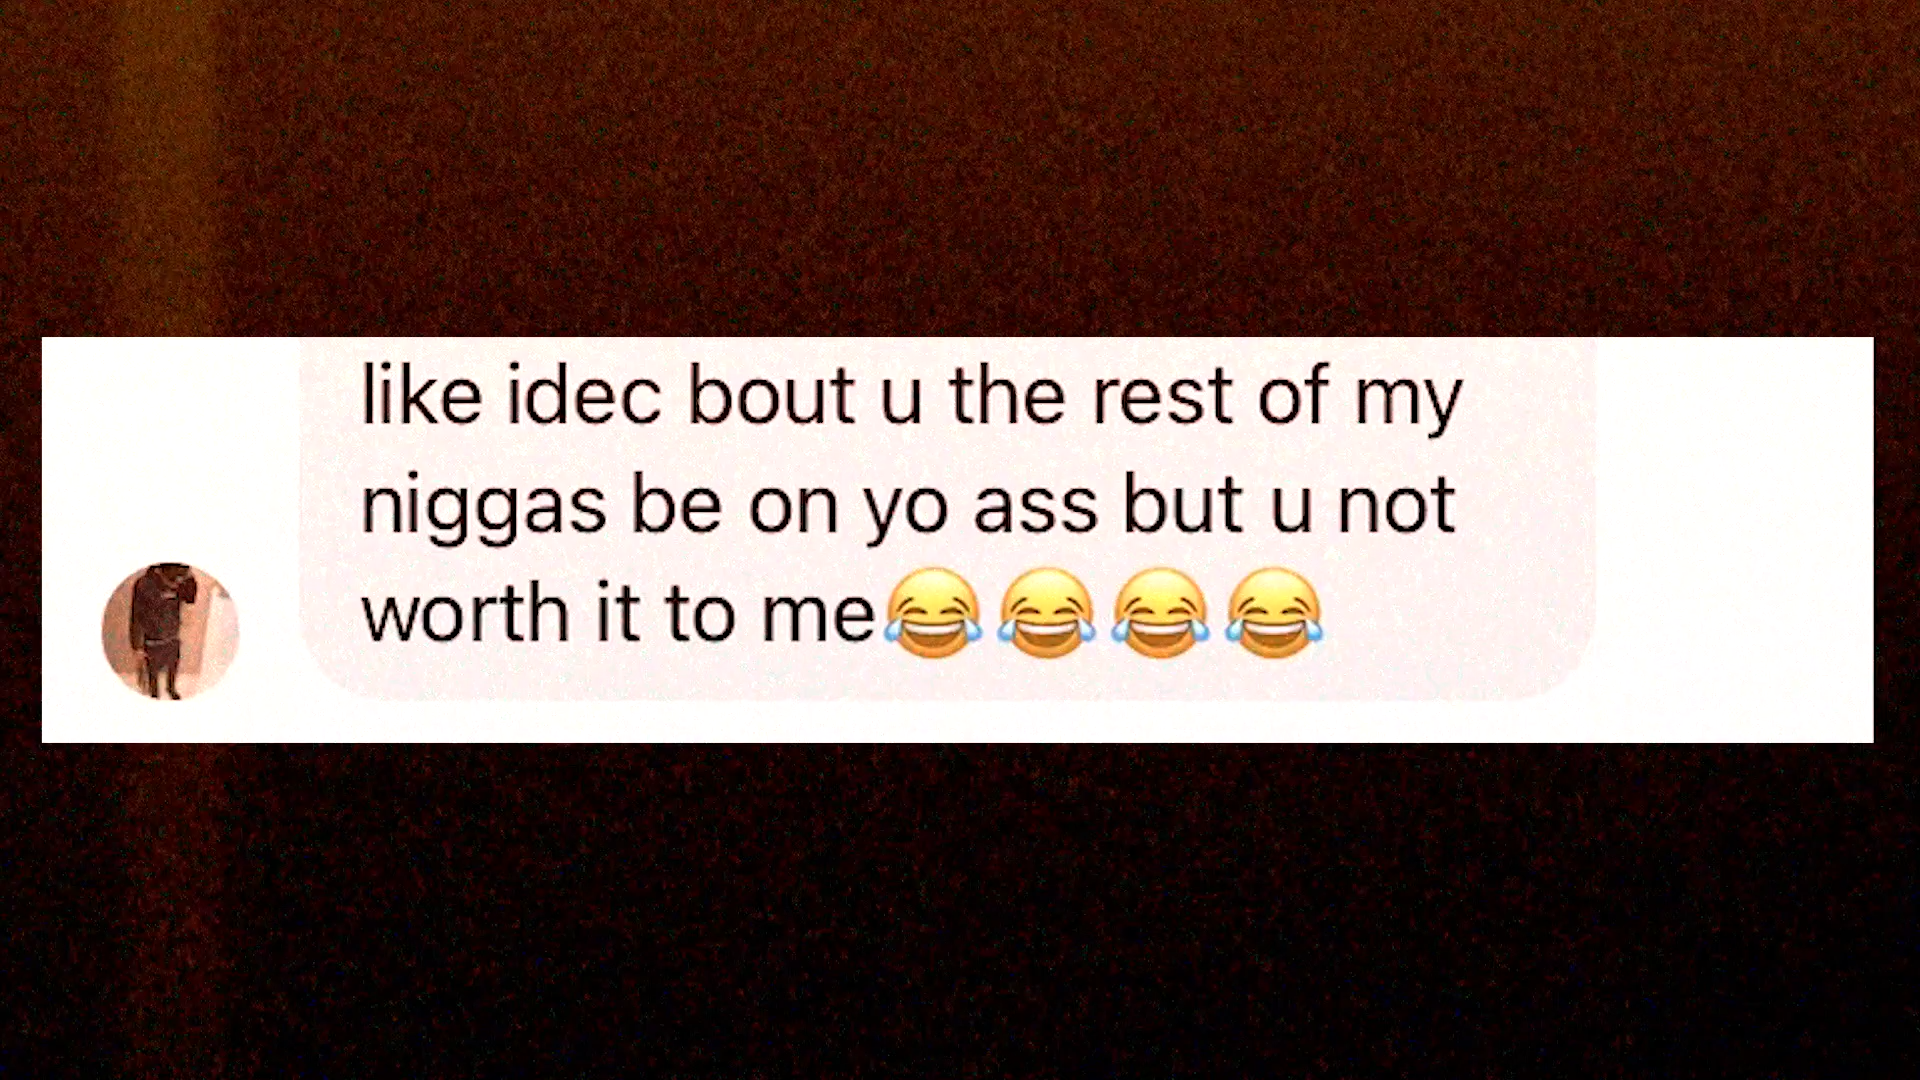 like idec bout u the rest of my
niggas be on yo ass but u not
worth it to me😂😂😂😂